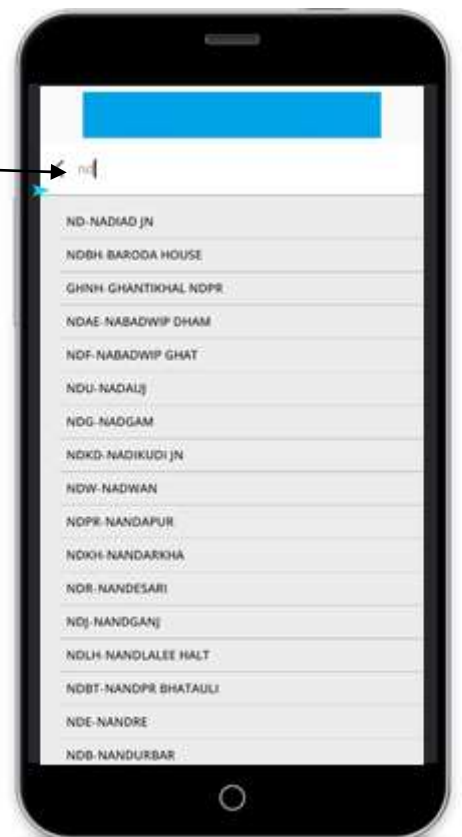 nd
ND-NADIAD JN
NDBH-BARODA HOUSE
GHNH-GHANTIKHAL NDPR
NDAE-NABADWIP DHAM
NDF-NABADWIP GHAT
NDU-NADAUJ
NDG-NADGAM
NDKD-NADIKUDI JN
NDW-NADWAN
NDPR-NANDAPUR
NDKH-NANDARKHA
NDR-NANDESARI
NDJ-NANDGANJ
NDLH-NANDLALEE HALT
NDBT-NANDPR BHATAULI
NDE-NANDRE
NDB-NANDURBAR